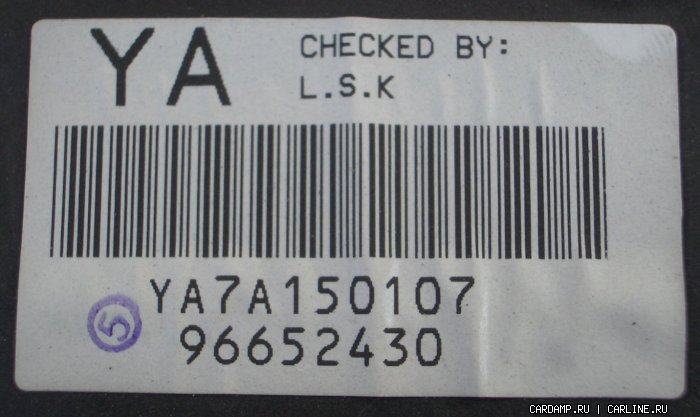 YA
CHECKED BY:
L.S.K
YA7A150107
5
96652430
CARDAMP.RU | CARLINE.RU